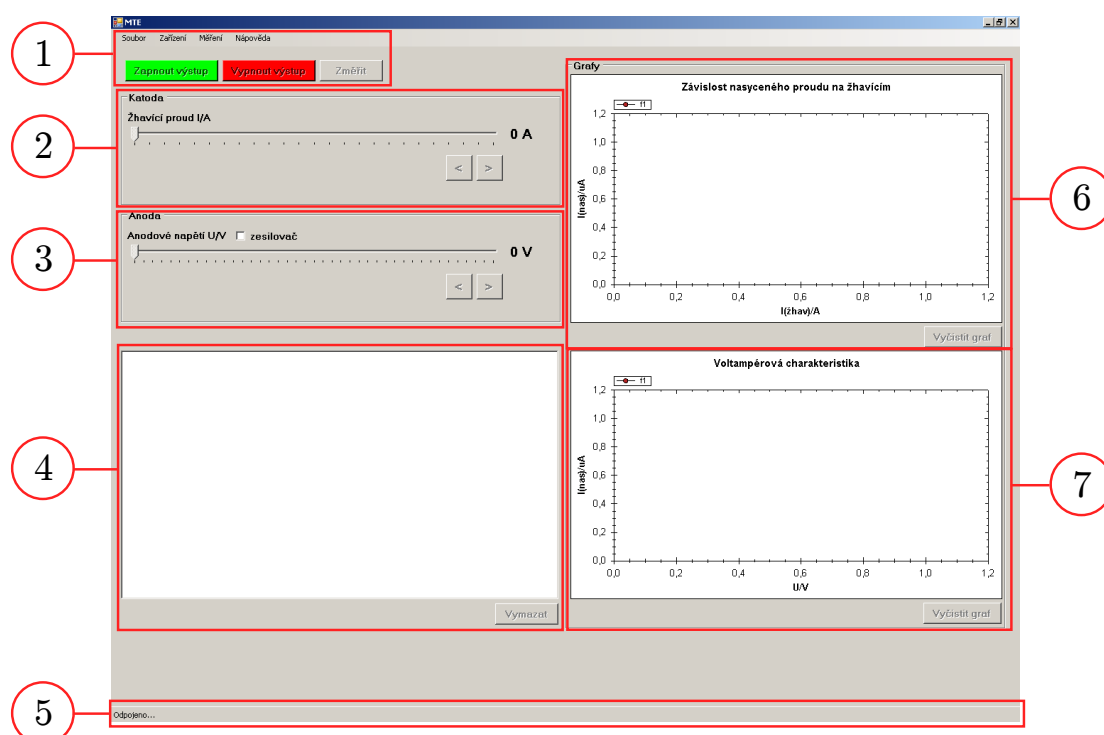 MTE
Soubor Zařízení Měření Nápověda
1
Zapnout výstup Vypnout výstup Změřit
Katoda
Žhavící proud I/A
0 A
< >
2
Anoda
Anodové napětí U/V zesilovač
0 V
< >
3
4
Vymazat
Odpojeno...
5
Grafy
Závislost nasyceného proudu na žhavícím
f1
1,2
1,0
0,8
0,6
0,4
0,2
0,0
I(nas)/uA
0,0 0,2 0,4 0,6 0,8 1,0 1,2
I(žhav)/A
Vyčistit graf
6
Voltampérová charakteristika
f1
1,2
1,0
0,8
0,6
0,4
0,2
0,0
I(nas)/uA
0,0 0,2 0,4 0,6 0,8 1,0 1,2
U/V
Vyčistit graf
7